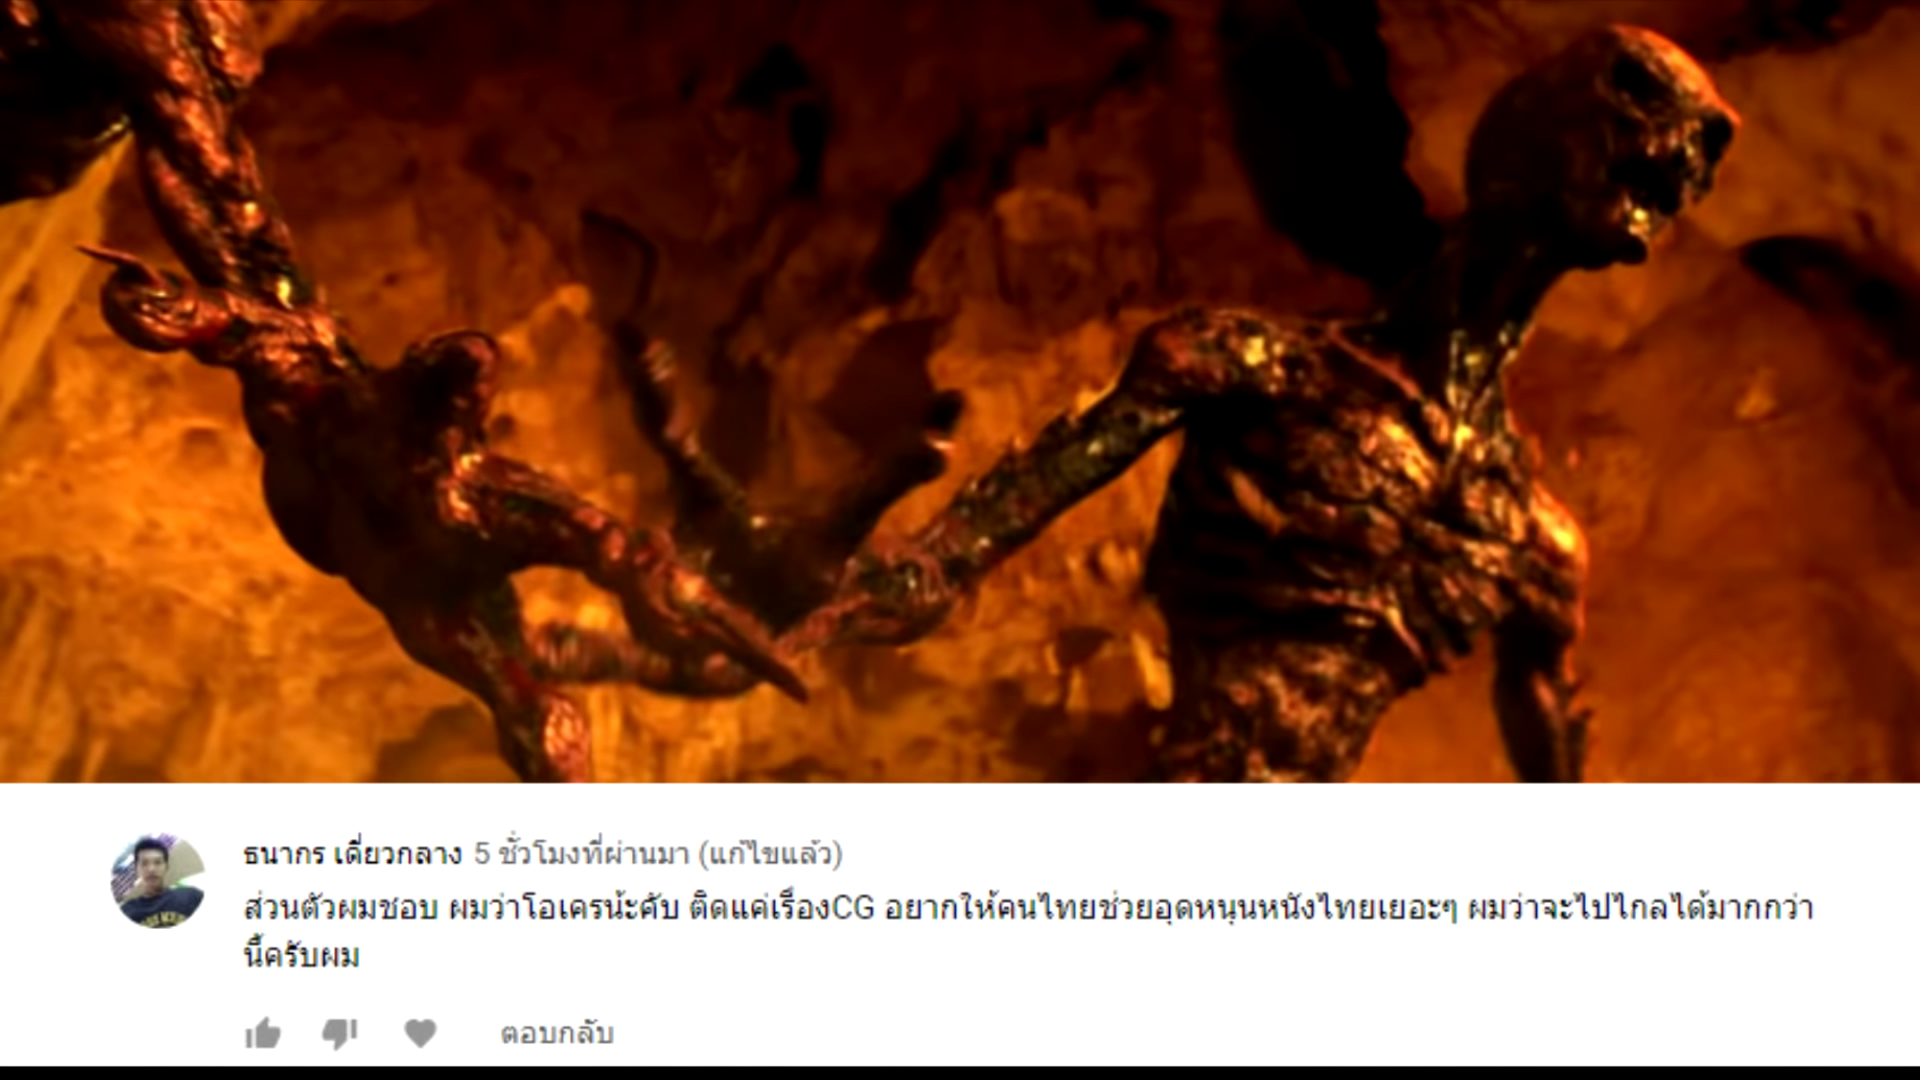 ธนากร เดี่ยวกลาง 5 ชั่วโมงที่ผ่านมา (แก้ไขแล้ว)
ส่วนตัวผมชอบ ผมว่าโอเครน้ะคับ ติดแค่เรื่องCG อยากให้คนไทยช่วยอุดหนุนหนังไทยเยอะๆ ผมว่าจะไปไกลได้มากกว่า
นี้ครับผม
ตอบกลับ